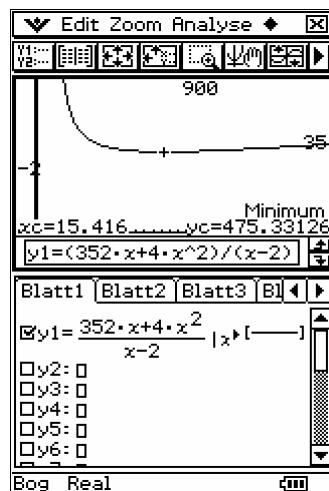 Edit Zoom Analyse
900
35
-2
Minimum
xc=15.416 yc=475.33126
y1=(352·x+4·x^2)/(x-2)
Blatt1 Blatt2 Blatt3 Bl
y1=(352·x+4·x²)/(x-2) |x
y2:
y3:
y4:
y5:
y6:
Bog Real